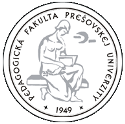 PEDAGOGICKÁ FAKULTA PREŠOVSKEJ UNIVERZITY
* 1949 *